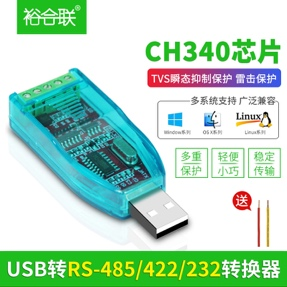 裕合联
CH340芯片
TVS瞬态抑制保护 雷击保护
多系统支持 广泛兼容
Linux
Window系列
OS X系列
Linux系列
多重
保护
轻便
小巧
稳定
传输
送
USB转RS-485/422/232转换器